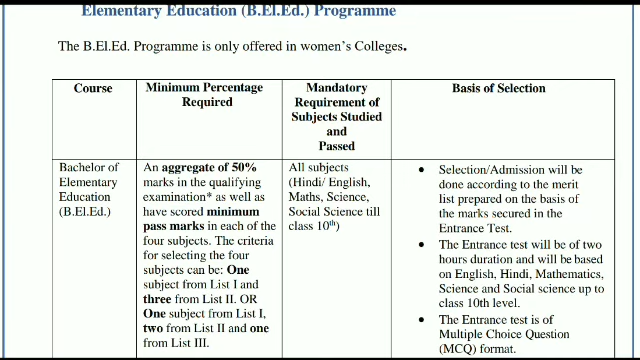 Elementary Education (B.El.Ed.) Programme
The B.El.Ed. Programme is only offered in women's Colleges.
Course
Minimum Percentage
Required
Mandatory
Requirement of
Subjects Studied
and
Passed
Basis of Selection
Bachelor of
Elementary
Education
(B.El.Ed.)
An aggregate of 50%
marks in the qualifying
examination* as well as
have scored minimum
pass marks in each of the
four subjects. The criteria
for selecting the four
subjects can be: One
subject from List I and
three from List II. OR
One subject from List I,
two from List II and one
from List III.
All subjects
(Hindi/ English,
Maths, Science,
Social Science till
class 10th)
• Selection/Admission will be
done according to the merit
list prepared on the basis of
the marks secured in the
Entrance Test.
• The Entrance test will be of two
hours duration and will be based
on English, Hindi, Mathematics,
Science and Social science up to
class 10th level.
• The Entrance test is of
Multiple Choice Question
(MCQ) format.